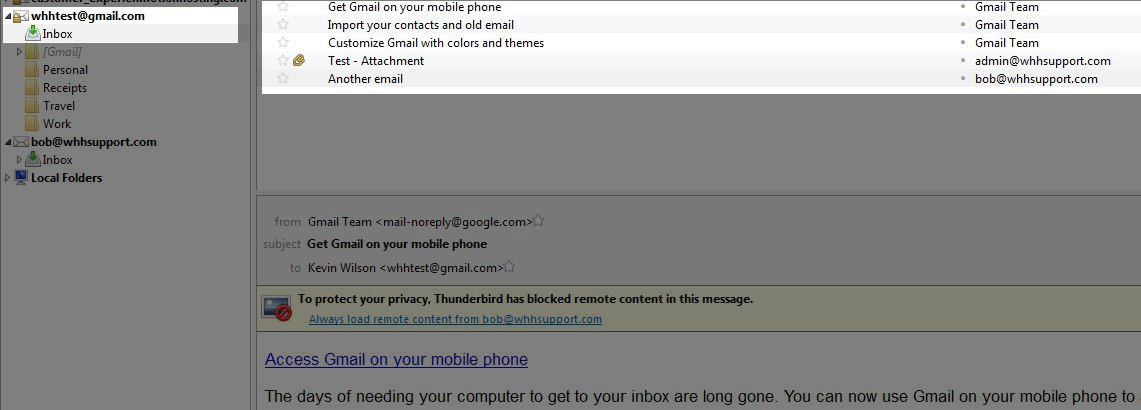 whhtest@gmail.com
Inbox
[Gmail]
Personal
Receipts
Travel
Work
bob@whhsupport.com
Inbox
Local Folders
Get Gmail on your mobile phone • Gmail Team
Import your contacts and old email • Gmail Team
Customize Gmail with colors and themes • Gmail Team
Test - Attachment • admin@whhsupport.com
Another email • bob@whhsupport.com
from Gmail Team <mail-noreply@google.com>
subject Get Gmail on your mobile phone
to Kevin Wilson <whhtest@gmail.com>
To protect your privacy, Thunderbird has blocked remote content in this message.
Always load remote content from bob@whhsupport.com
Access Gmail on your mobile phone
The days of needing your computer to get to your inbox are long gone. You can now use Gmail on your mobile phone to